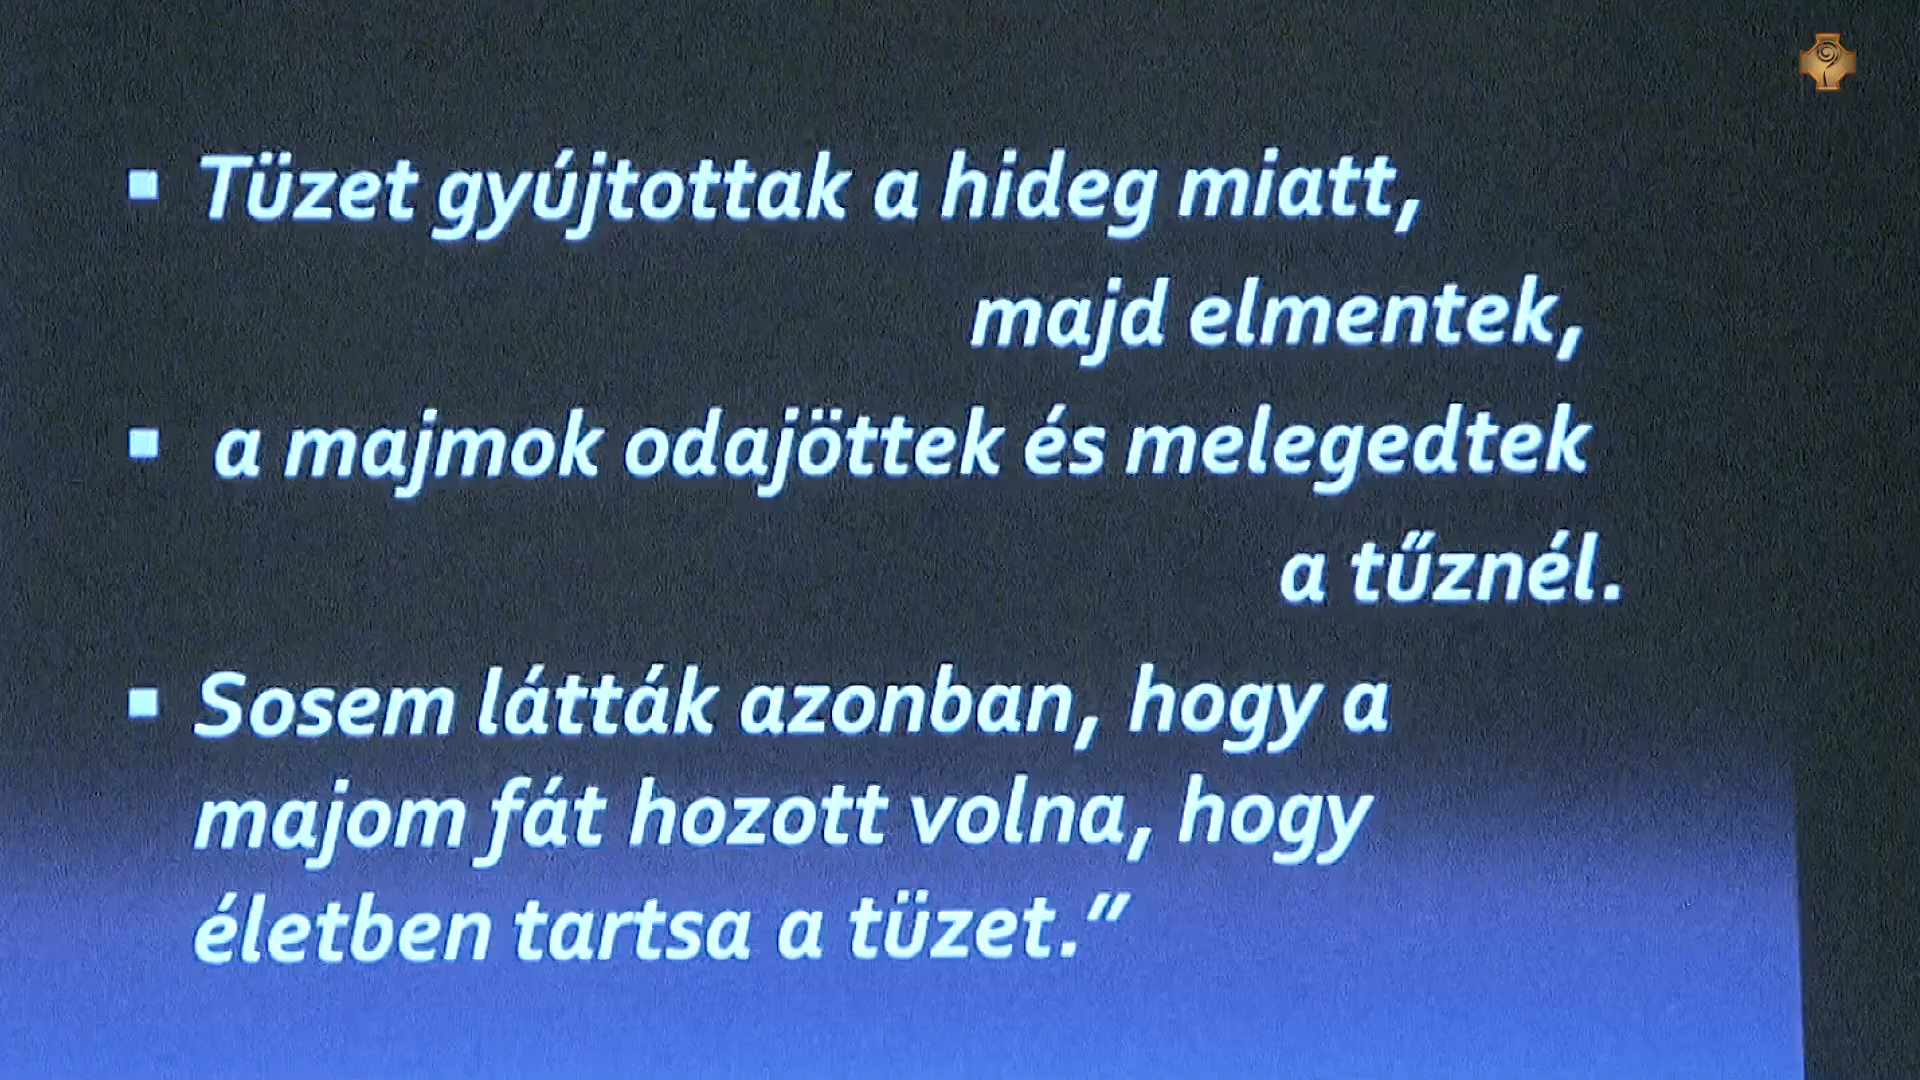 ▪ Tüzet gyújtottak a hideg miatt,
majd elmentek,
▪ a majmok odajöttek és melegedtek
a tűznél.
▪ Sosem látták azonban, hogy a
majom fát hozott volna, hogy
életben tartsa a tüzet.”